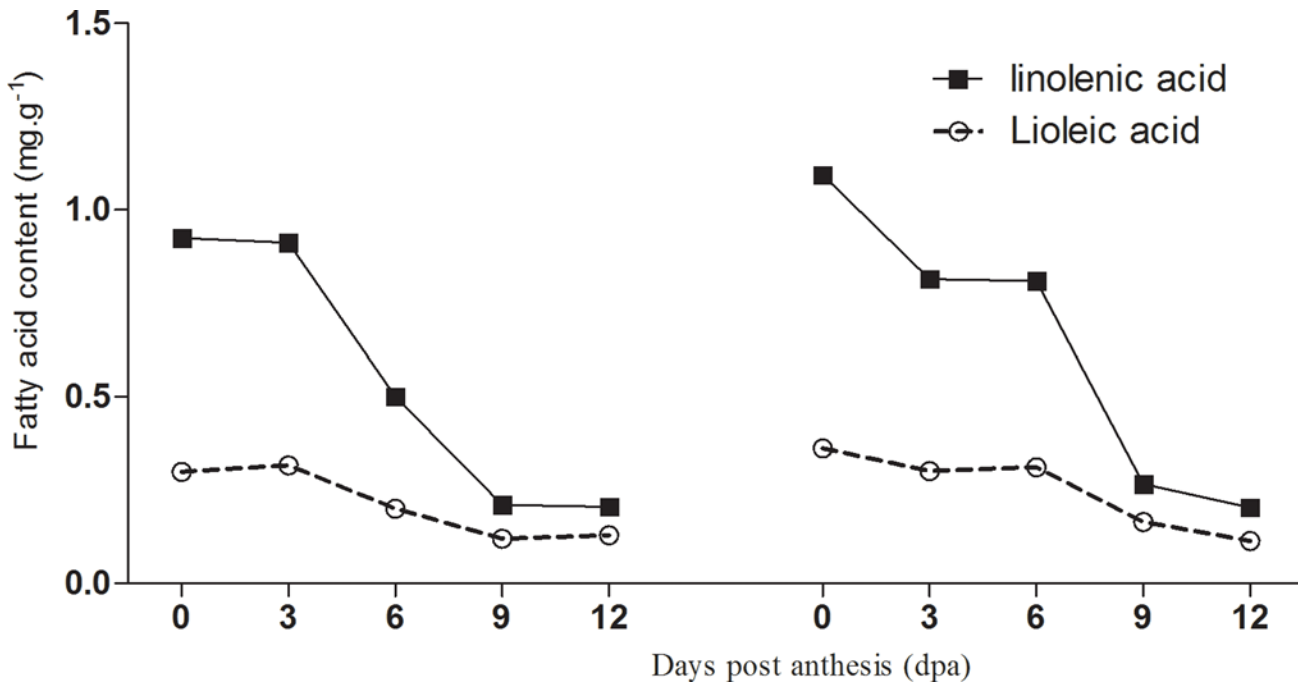 1.5
1.0
0.5
0.0
Fatty acid content (mg.g-1)
linolenic acid
Lioleic acid
0 3 6 9 12 0 3 6 9 12
Days post anthesis (dpa)